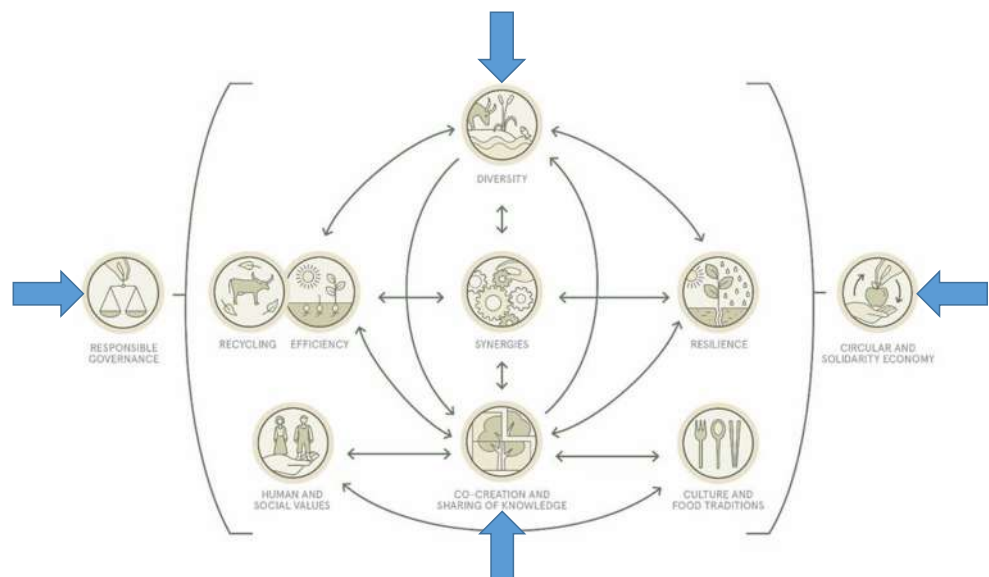 DIVERSITY
RESPONSIBLE
GOVERNANCE
RECYCLING
EFFICIENCY
SYNERGIES
RESILIENCE
CIRCULAR AND
SOLIDARITY ECONOMY
HUMAN AND
SOCIAL VALUES
CO-CREATION AND
SHARING OF KNOWLEDGE
CULTURE AND
FOOD TRADITIONS